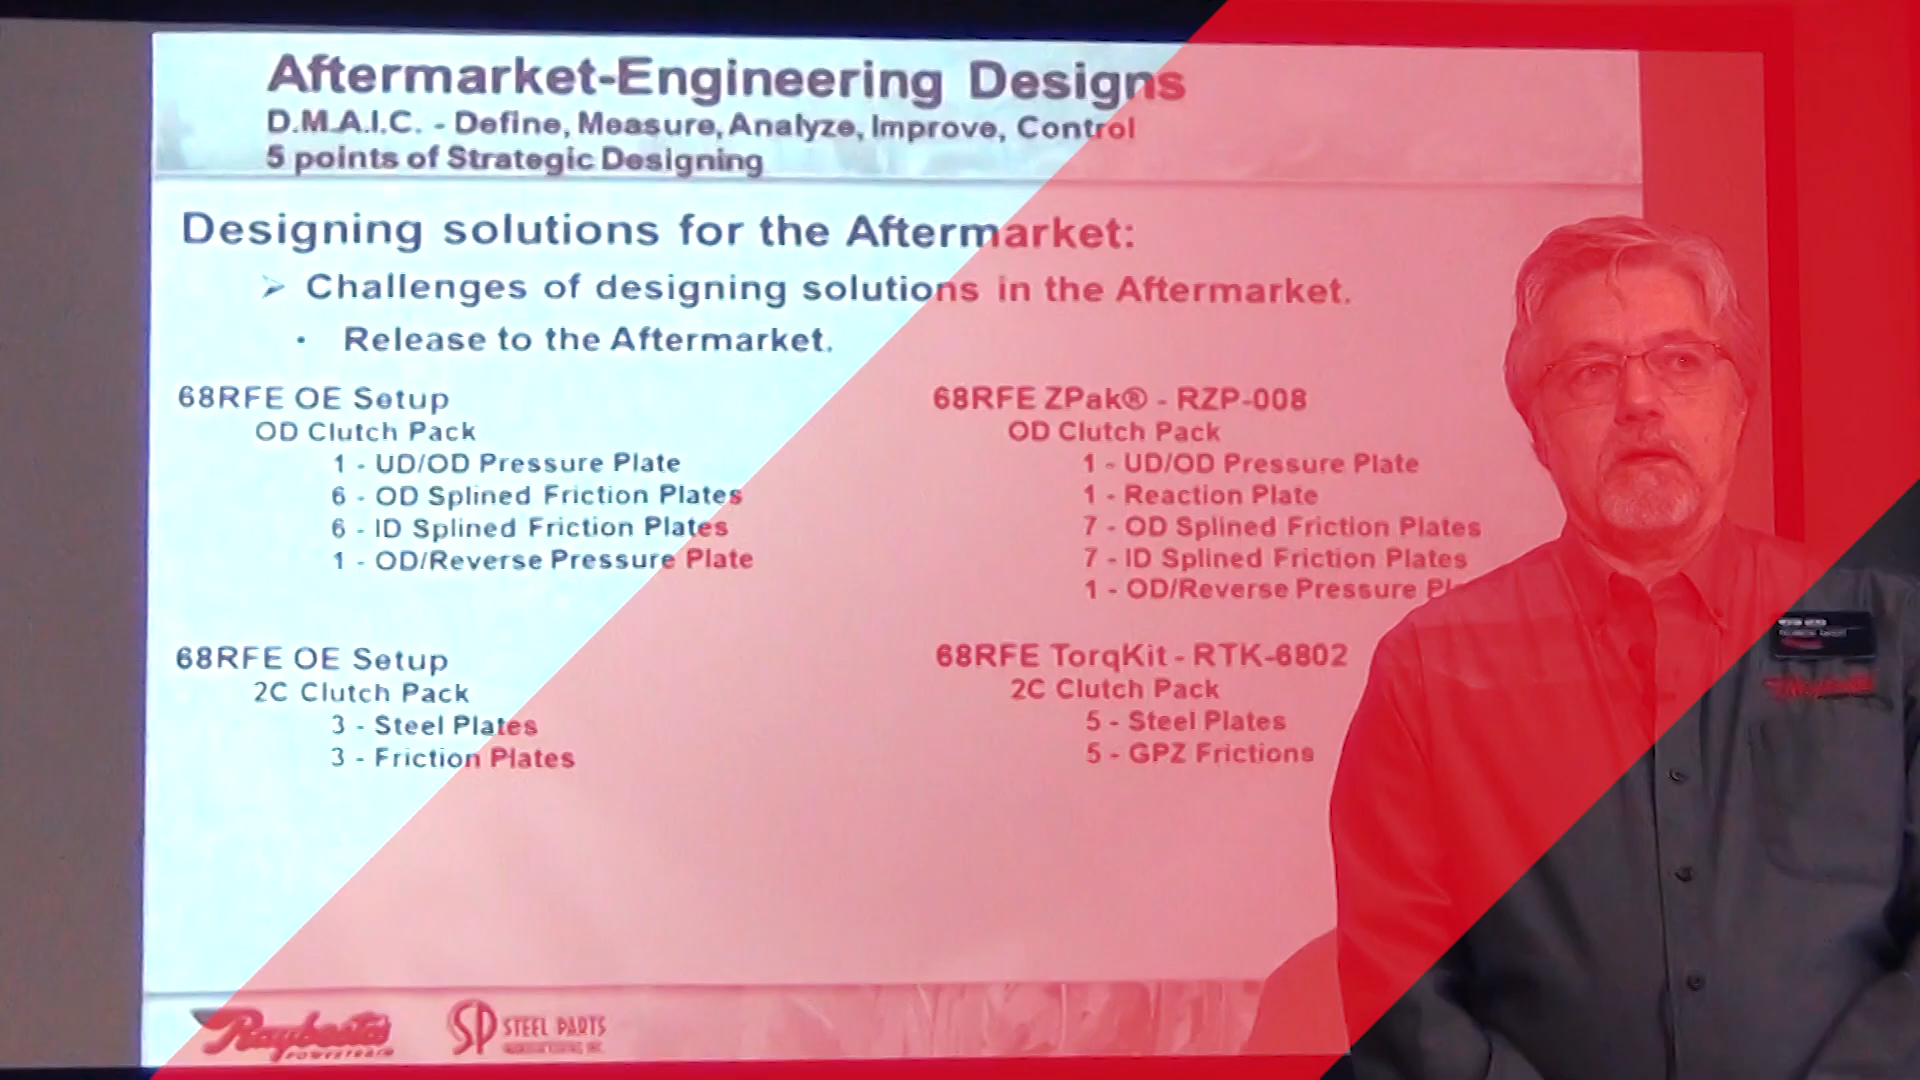 Aftermarket-Engineering Designs
D.M.A.I.C. - Define, Measure, Analyze, Improve, Control
5 points of Strategic Designing
Designing solutions for the Aftermarket:
➢ Challenges of designing solutions in the Aftermarket.
• Release to the Aftermarket.
68RFE OE Setup
OD Clutch Pack
1 - UD/OD Pressure Plate
6 - OD Splined Friction Plates
6 - ID Splined Friction Plates
1 - OD/Reverse Pressure Plate
68RFE ZPak® - RZP-008
OD Clutch Pack
1 - UD/OD Pressure Plate
1 - Reaction Plate
7 - OD Splined Friction Plates
7 - ID Splined Friction Plates
1 - OD/Reverse Pressure Pl
68RFE OE Setup
2C Clutch Pack
3 - Steel Plates
3 - Friction Plates
68RFE TorqKit - RTK-6802
2C Clutch Pack
5 - Steel Plates
5 - GPZ Frictions
Raybestos
POWERTRAIN
SP STEEL PARTS